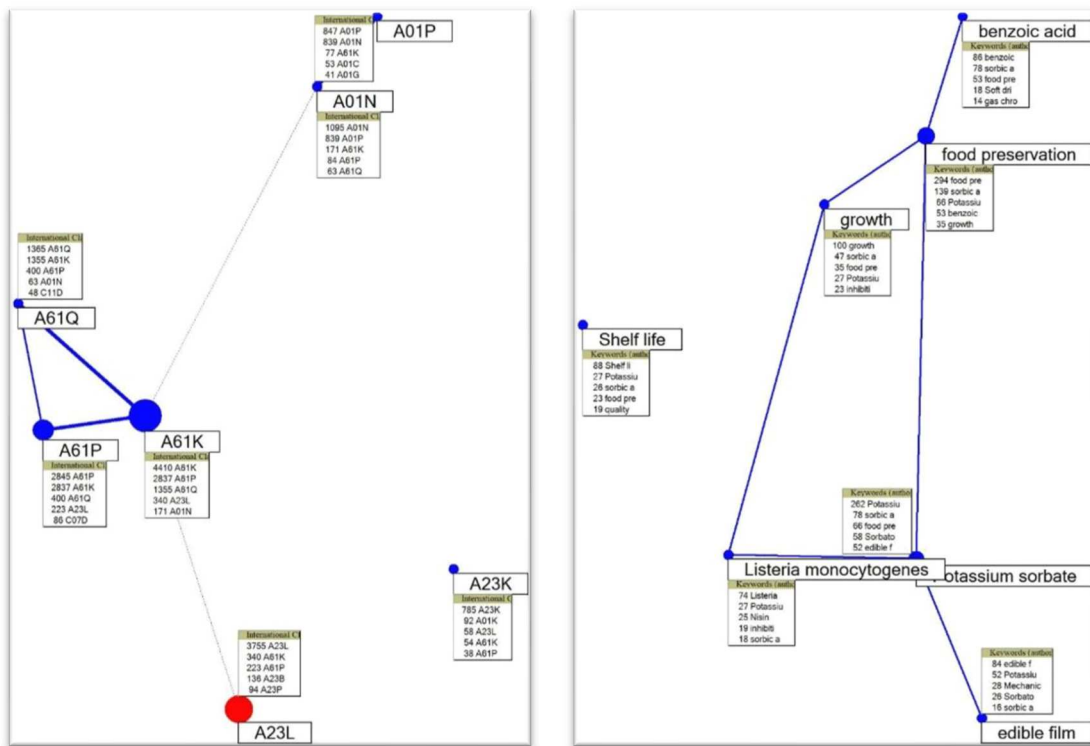 International Cl
847 A01P
839 A01N
77 A61K
53 A01C
41 A01G
A01P
A01N
International Cl
1095 A01N
839 A01P
171 A61K
84 A61P
63 A61Q
International Cl
1365 A61Q
1355 A61K
400 A61P
63 A01N
48 C11D
A61Q
A61P
International Cl
2845 A61P
2837 A61K
400 A61Q
223 A23L
86 C07D
A61K
International Cl
4410 A61K
2837 A61P
1355 A61Q
340 A23L
171 A01N
A23K
International C
785 A23K
92 A01K
58 A23L
54 A61K
38 A61P
International Cl
3755 A23L
340 A61K
223 A61P
136 A23B
94 A23P
A23L
benzoic acid
Keywords (autho
86 benzoic
78 sorbic a
53 food pre
18 Soft dri
14 gas chro
food preservation
Keywords (autho
294 food pre
139 sorbic a
66 Potassiu
53 benzoic
35 growth
growth
Keywords (autho
100 growth
47 sorbic a
35 food pre
27 Potassiu
23 inhibiti
Shelf life
Keywords (autho
88 Shelf li
27 Potassiu
26 sorbic a
23 food pre
19 quality
Keywords (autho
262 Potassiu
78 sorbic a
66 food pre
58 Sorbato
52 edible f
Listeria monocytogenes
Potassium sorbate
Keywords (autho
74 Listeria
27 Potassiu
25 Nisin
19 inhibiti
18 sorbic a
Keywords (autho
84 edible f
52 Potassiu
28 Mechanic
26 Sorbato
16 sorbic a
edible film